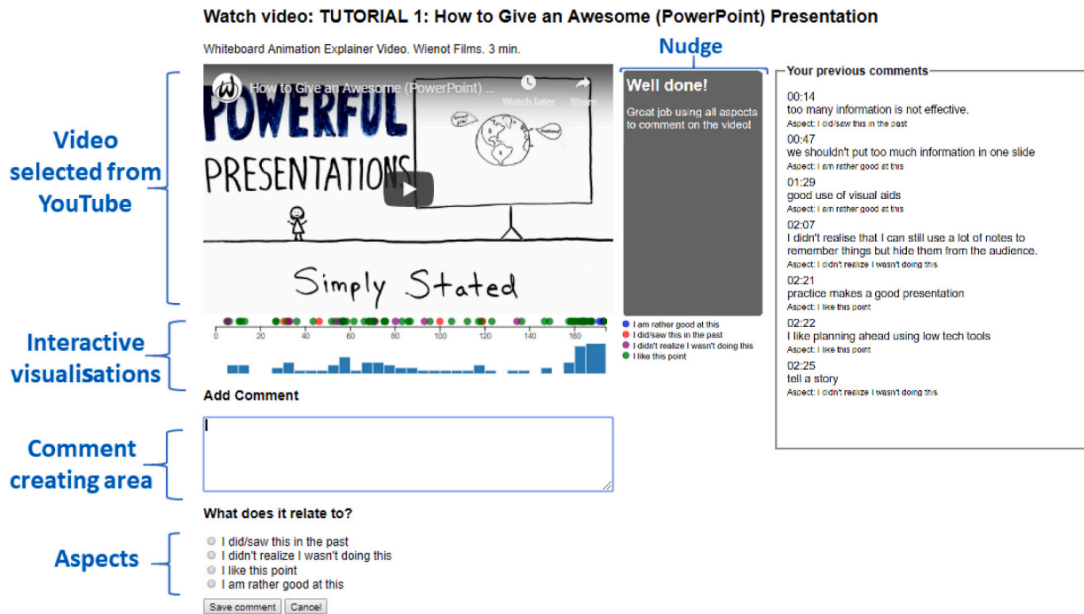 Watch video: TUTORIAL 1: How to Give an Awesome (PowerPoint) Presentation
Whiteboard Animation Explainer Video. Wienot Films. 3 min.
Nudge
Video
selected from
YouTube
How to Give an Awesome (PowerPoint) ...
Watch later
Share
POWERFUL
PRESENTATIONS
Simply Stated
Well done!
Great job using all aspects
to comment on the video!
Your previous comments
00:14
too many information is not effective.
Aspect: I did/saw this in the past
00:47
we shouldn't put too much information in one slide
Aspect: I am rather good at this
01:29
good use of visual aids
Aspect: I am rather good at this
02:07
I didn't realise that I can still use a lot of notes to
remember things but hide them from the audience.
Aspect: I didn't realize I wasn't doing this
02:21
practice makes a good presentation
Aspect: I like this point
02:22
I like planning ahead using low tech tools
Aspect: I like this point
02:25
tell a story
Aspect: I didn't realize I wasn't doing this
Interactive
visualisations
0 20 40 60 80 100 120 140 160
I am rather good at this
I did/saw this in the past
I didn't realize I wasn't doing this
I like this point
Add Comment
Comment
creating area
What does it relate to?
Aspects
I did/saw this in the past
I didn't realize I wasn't doing this
I like this point
I am rather good at this
Save comment Cancel